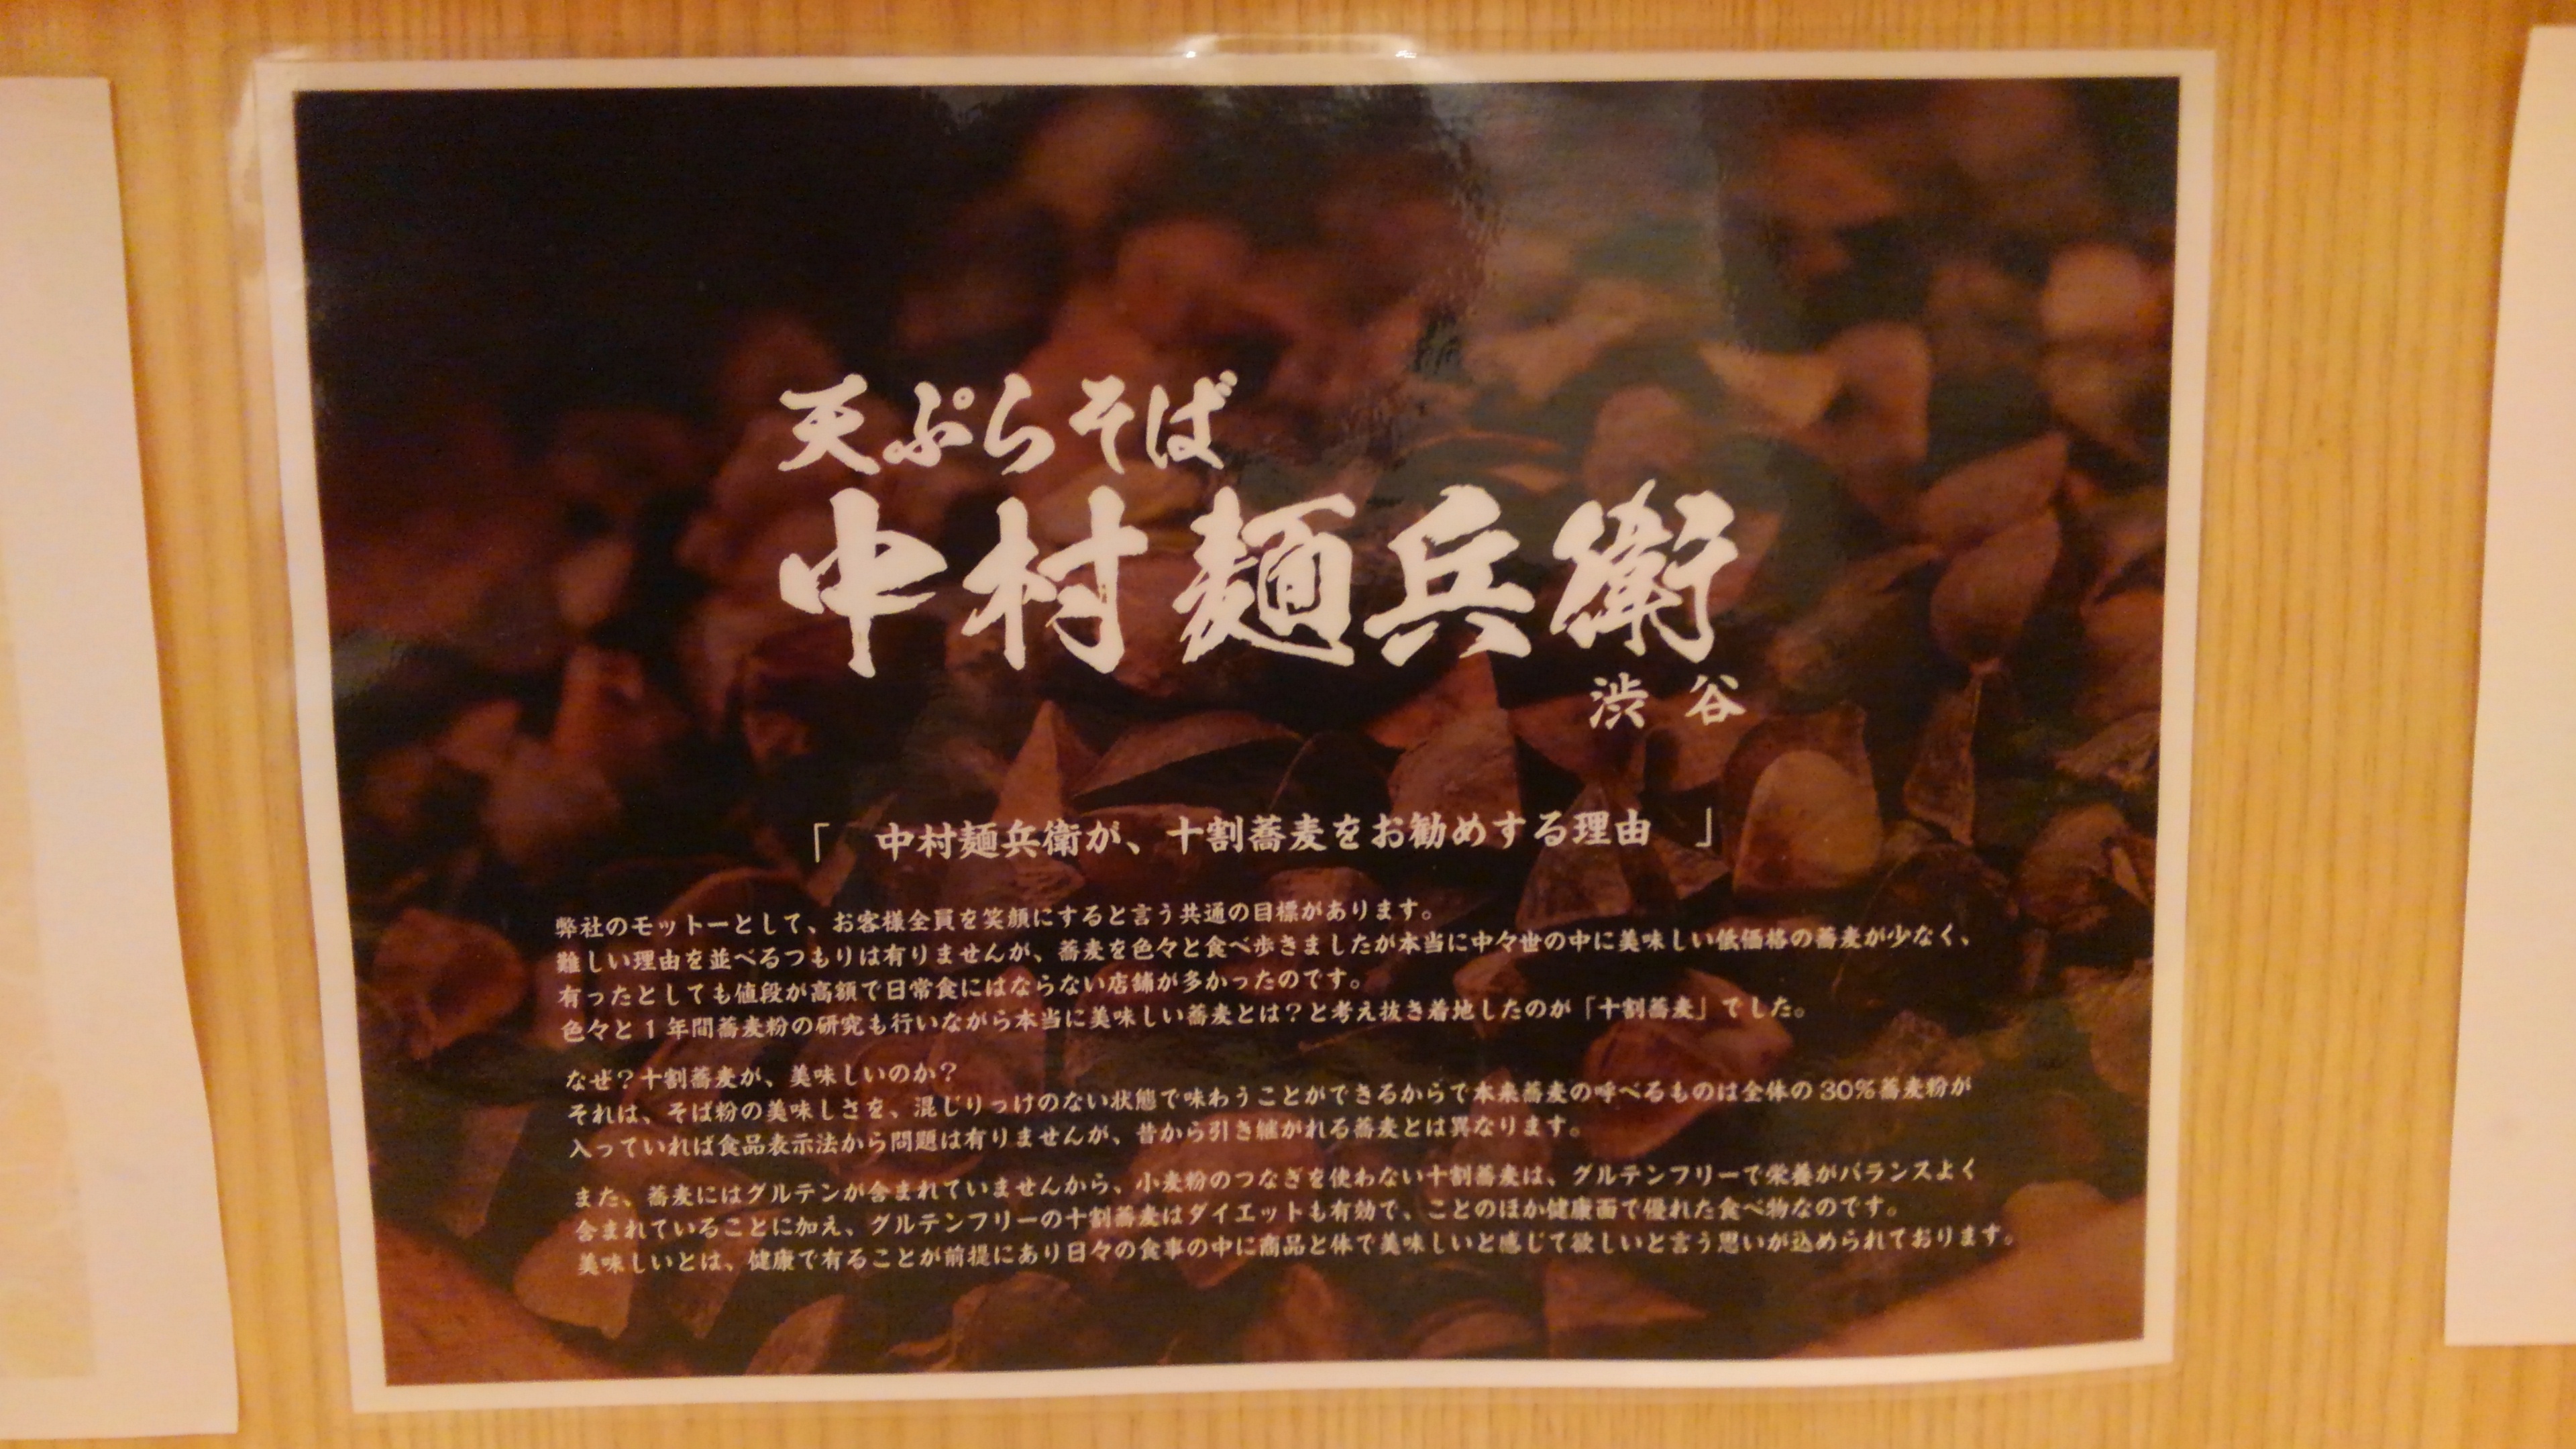 天ぷらそば
中村麺兵衛
渋谷
「 中村麺兵衛が、十割蕎麦をお勧めする理由 」
弊社のモットーとして、お客様全員を笑顔にすると言う共通の目標があります。
難しい理由を並べるつもりは有りませんが、蕎麦を色々と食べ歩きましたが本当に中々世の中に美味しい低価格の蕎麦が少なく、
有ったとしても値段が高額で日常食にはならない店舗が多かったのです。
色々と1年間蕎麦粉の研究も行いながら本当に美味しい蕎麦とは？と考え抜き着地したのが「十割蕎麦」でした。
なぜ？十割蕎麦が、美味しいのか？
それは、そば粉の美味しさを、混じりっけのない状態で味わうことができるからで本来蕎麦の呼べるものは全体の30%蕎麦粉が
入っていれば食品表示法から問題は有りませんが、昔から引き継がれる蕎麦とは異なります。
また、蕎麦にはグルテンが含まれていませんから、小麦粉のつなぎを使わない十割蕎麦は、グルテンフリーで栄養がバランスよく
含まれていることに加え、グルテンフリーの十割蕎麦はダイエットも有効で、ことのほか健康面で優れた食べ物なのです。
美味しいとは、健康で有ることが前提にあり日々の食事の中に商品と体で美味しいと感じて欲しいと言う思いが込められております。